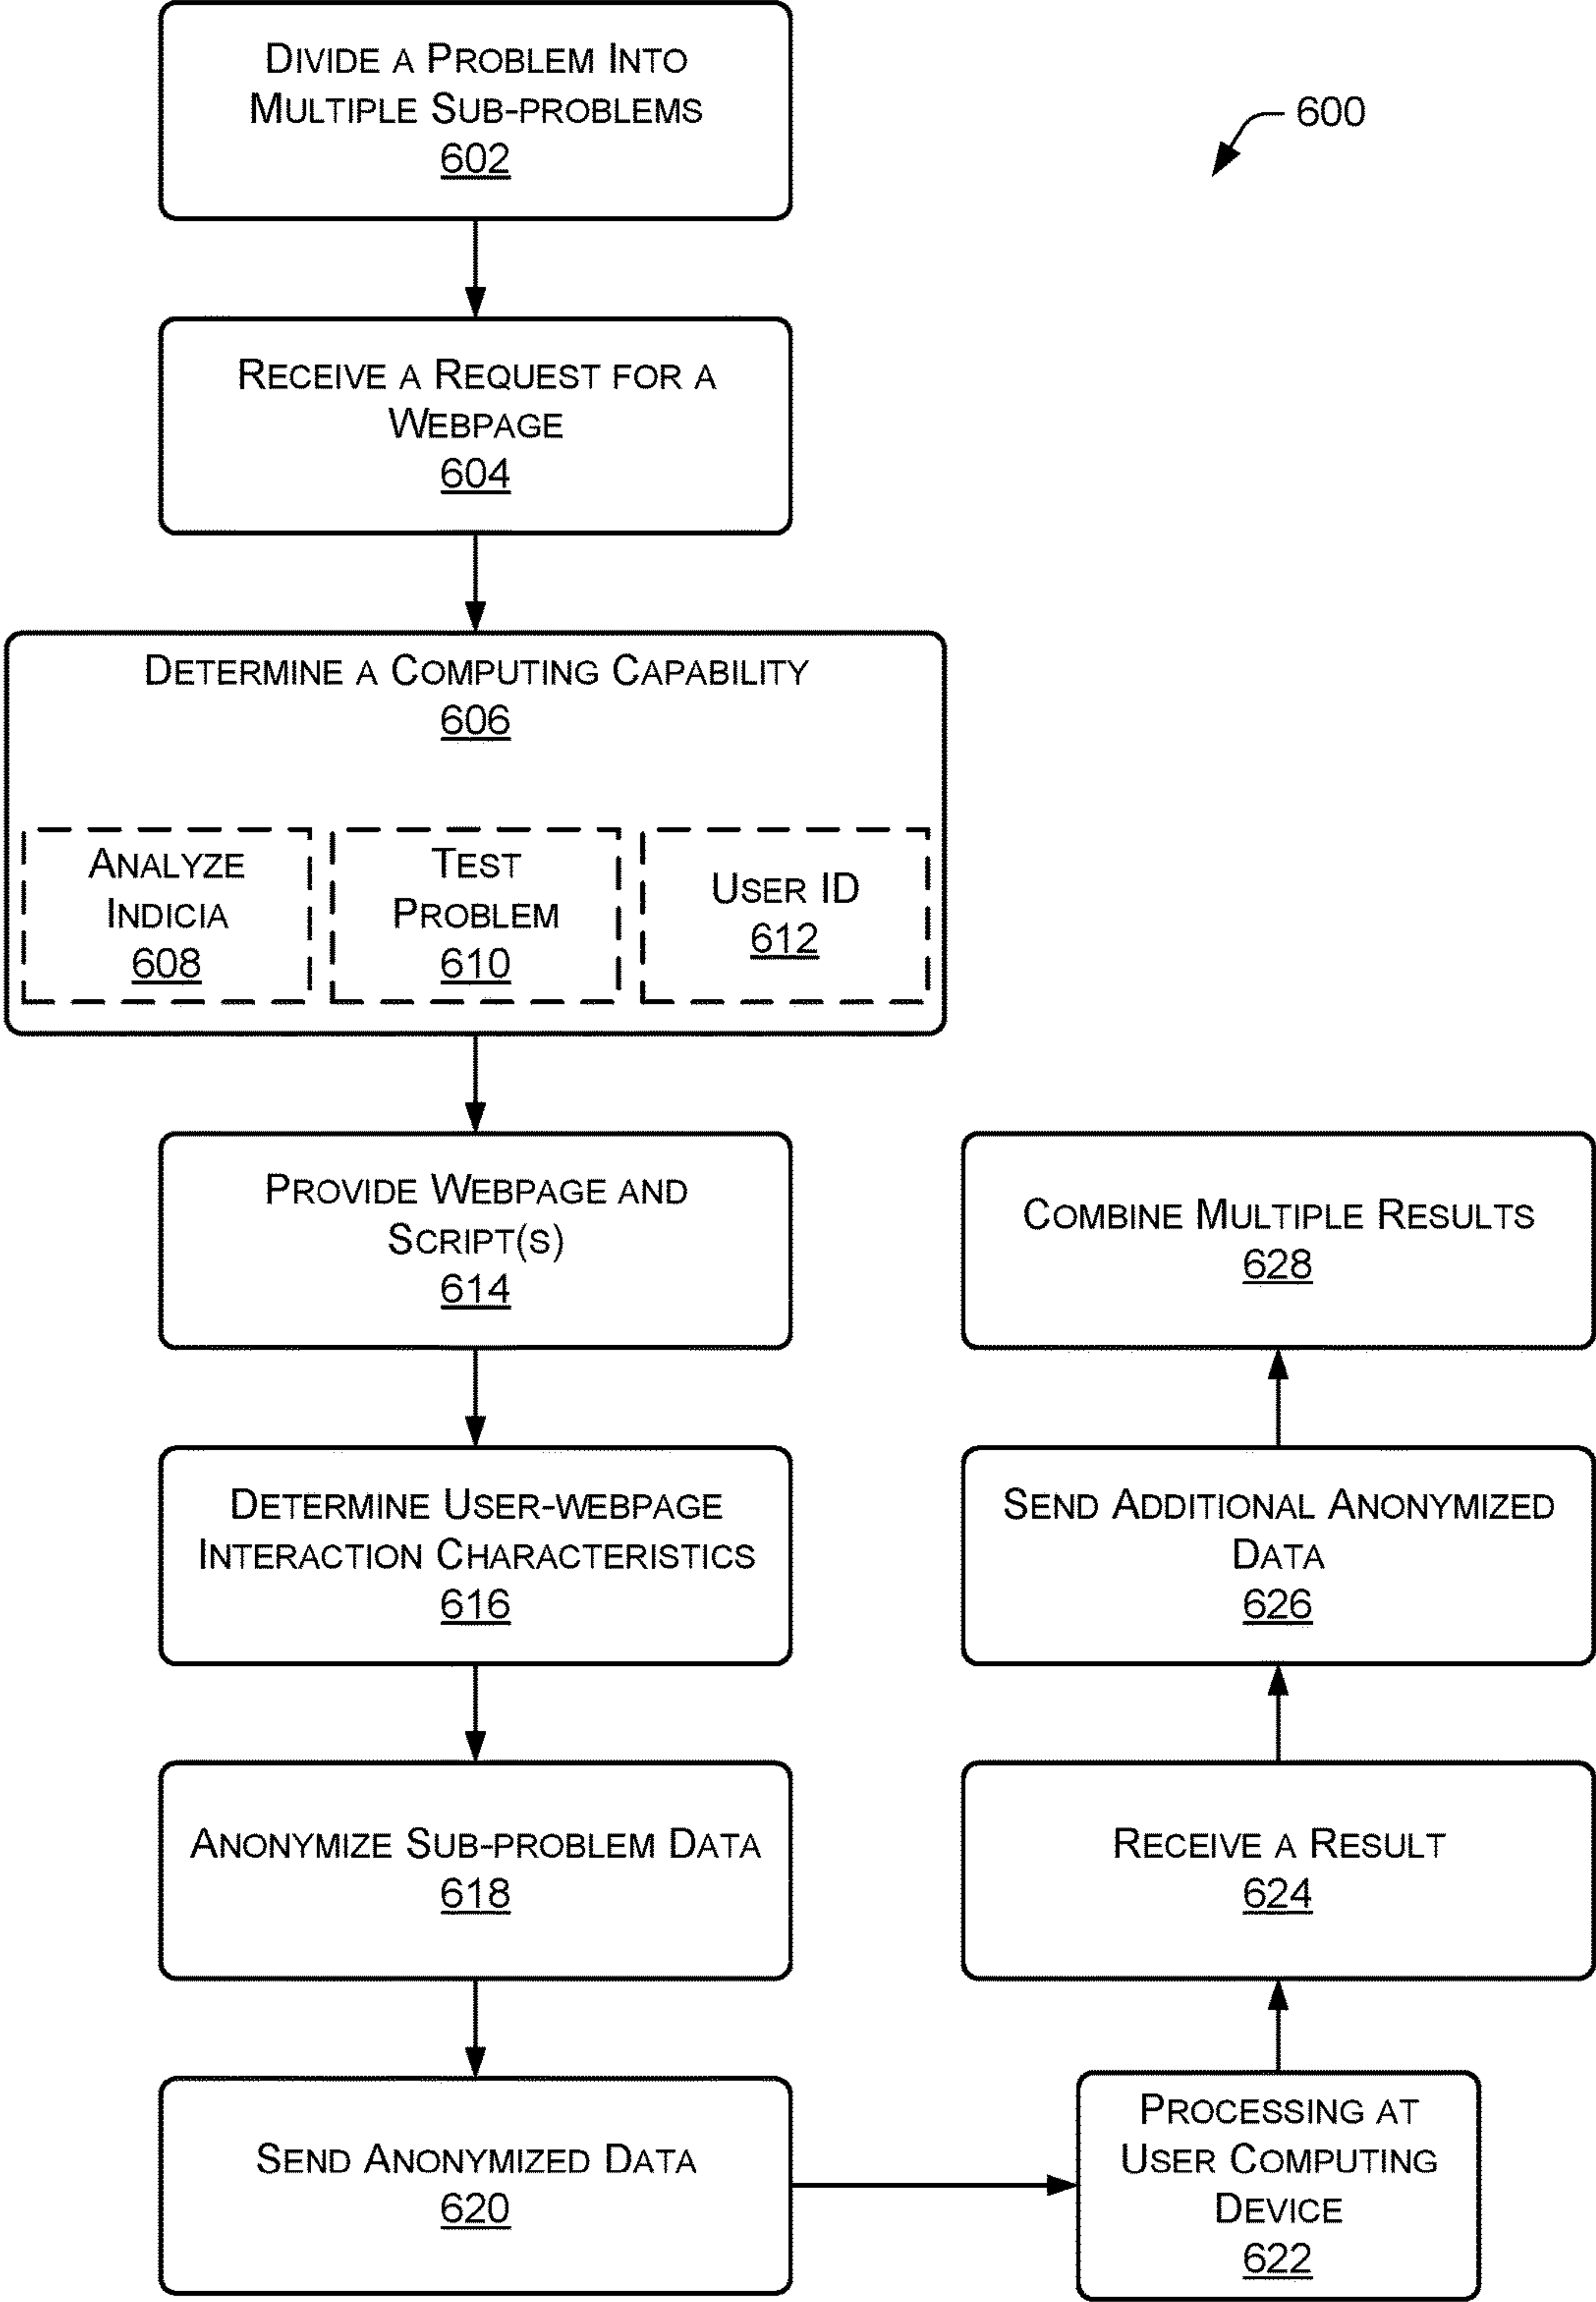 DIVIDE A PROBLEM INTO
MULTIPLE SUB-PROBLEMS
602
600
RECEIVE A REQUEST FOR A
WEBPAGE
604
DETERMINE A COMPUTING CAPABILITY
606
ANALYZE
INDICIA
608
TEST
PROBLEM
610
USER ID
612
PROVIDE WEBPAGE AND
SCRIPT(S)
614
DETERMINE USER-WEBPAGE
INTERACTION CHARACTERISTICS
616
ANONYMIZE SUB-PROBLEM DATA
618
SEND ANONYMIZED DATA
620
PROCESSING AT
USER COMPUTING
DEVICE
622
RECEIVE A RESULT
624
SEND ADDITIONAL ANONYMIZED
DATA
626
COMBINE MULTIPLE RESULTS
628